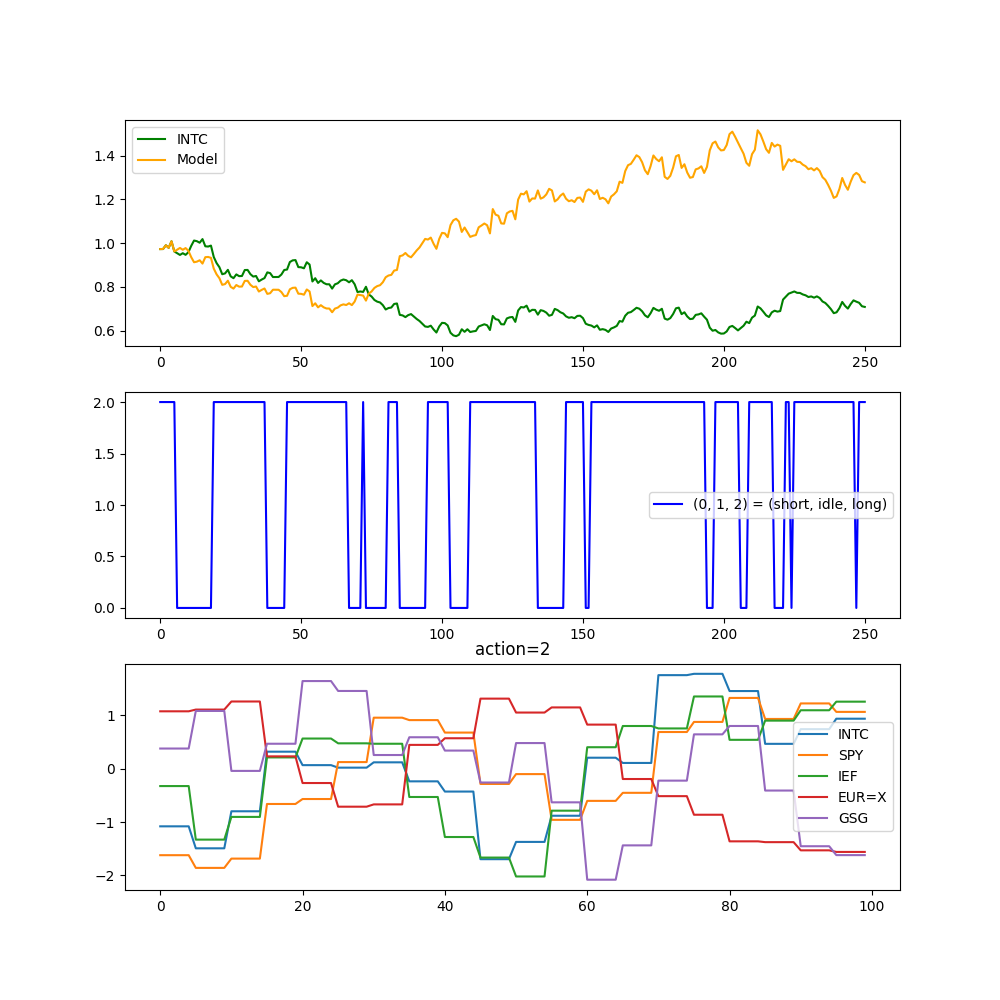 INTC
Model
1.4
1.2
1.0
0.8
0.6
0 50 100 150 200 250
2.0
1.5
1.0
0.5
0.0
(0, 1, 2) = (short, idle, long)
0 50 100 150 200 250
action=2
1
0
−1
−2
INTC
SPY
IEF
EUR=X
GSG
0 20 40 60 80 100